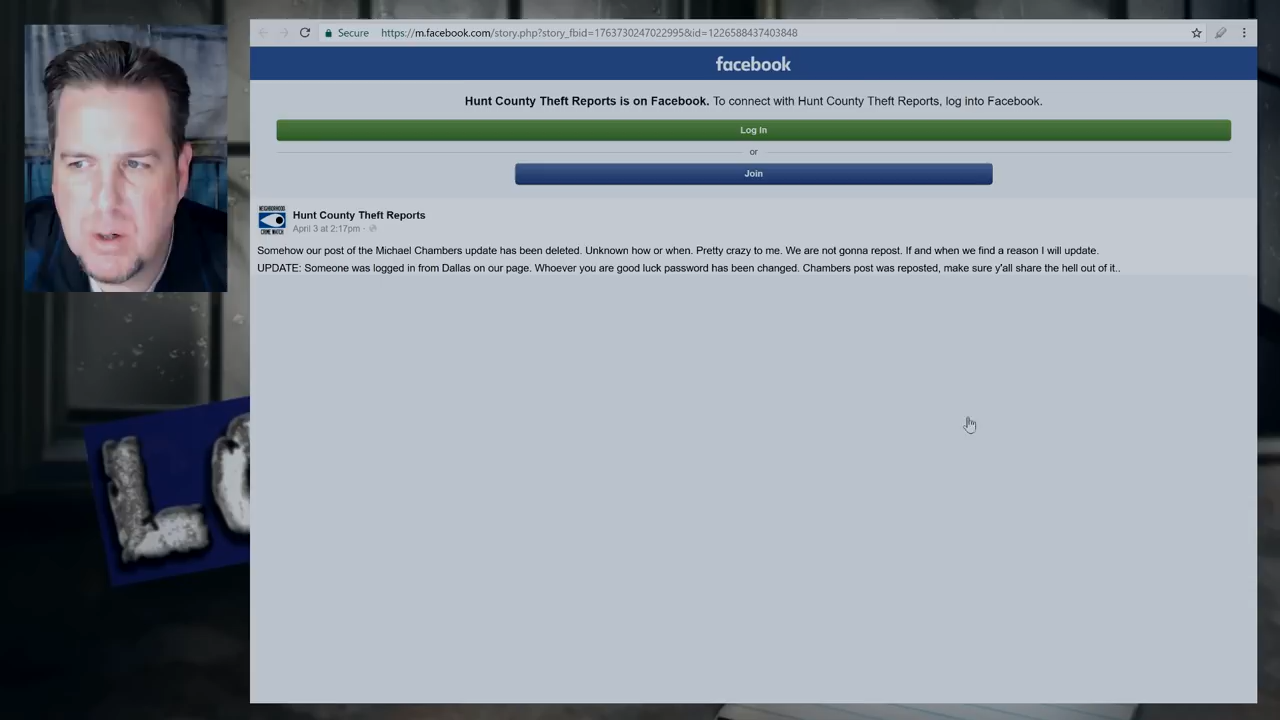 Secure https://m.facebook.com/story.php?story_fbid=1763730247022995&id=1226588437403848
facebook
Hunt County Theft Reports is on Facebook. To connect with Hunt County Theft Reports, log into Facebook.
Log In
or
Join
NEIGHBORHOOD
CRIME WATCH
Hunt County Theft Reports
April 3 at 2:17pm ·
Somehow our post of the Michael Chambers update has been deleted. Unknown how or when. Pretty crazy to me. We are not gonna repost. If and when we find a reason I will update.
UPDATE: Someone was logged in from Dallas on our page. Whoever you are good luck password has been changed. Chambers post was reposted, make sure y'all share the hell out of it..
LO